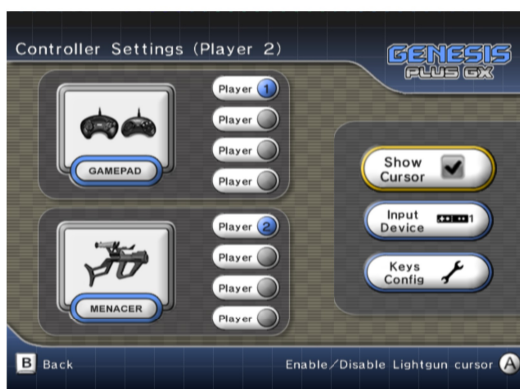 Controller Settings (Player 2)
GENESIS
PLUS GX
Player 1
Player
Player
Player
GAMEPAD
Player 2
Player
Player
Player
MENACER
Show
Cursor
Input
Device
1
Keys
Config
B Back
Enable/Disable Lightgun cursor A